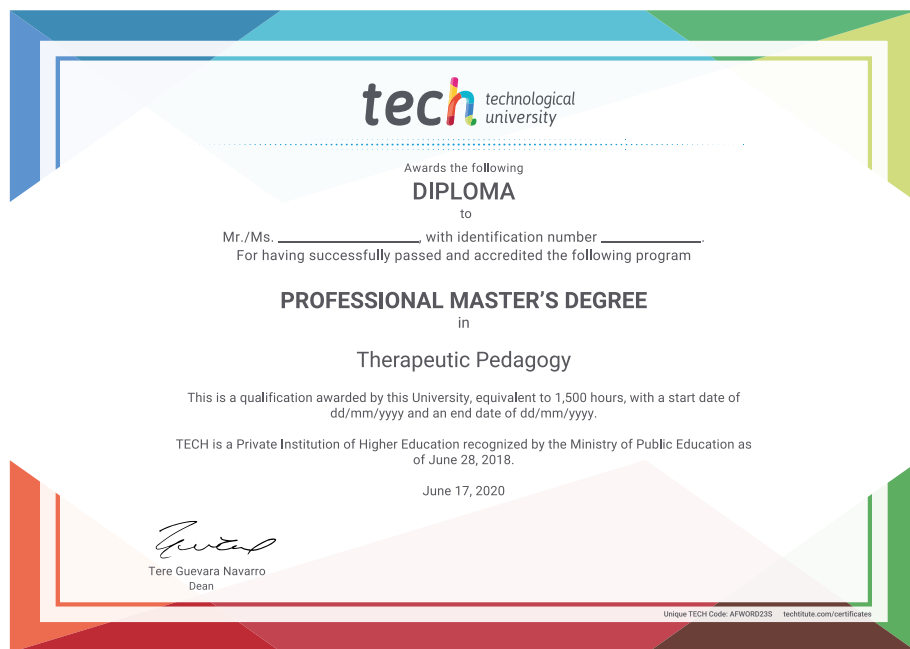 tech technological
university
Awards the following
DIPLOMA
to
Mr./Ms. ____________________, with identification number ______________.
For having successfully passed and accredited the following program
PROFESSIONAL MASTER'S DEGREE
in
Therapeutic Pedagogy
This is a qualification awarded by this University, equivalent to 1,500 hours, with a start date of
dd/mm/yyyy and an end date of dd/mm/yyyy.
TECH is a Private Institution of Higher Education recognized by the Ministry of Public Education as
of June 28, 2018.
June 17, 2020
Tere Guevara Navarro
Dean
Unique TECH Code: AFWORD23S techtitute.com/certificates